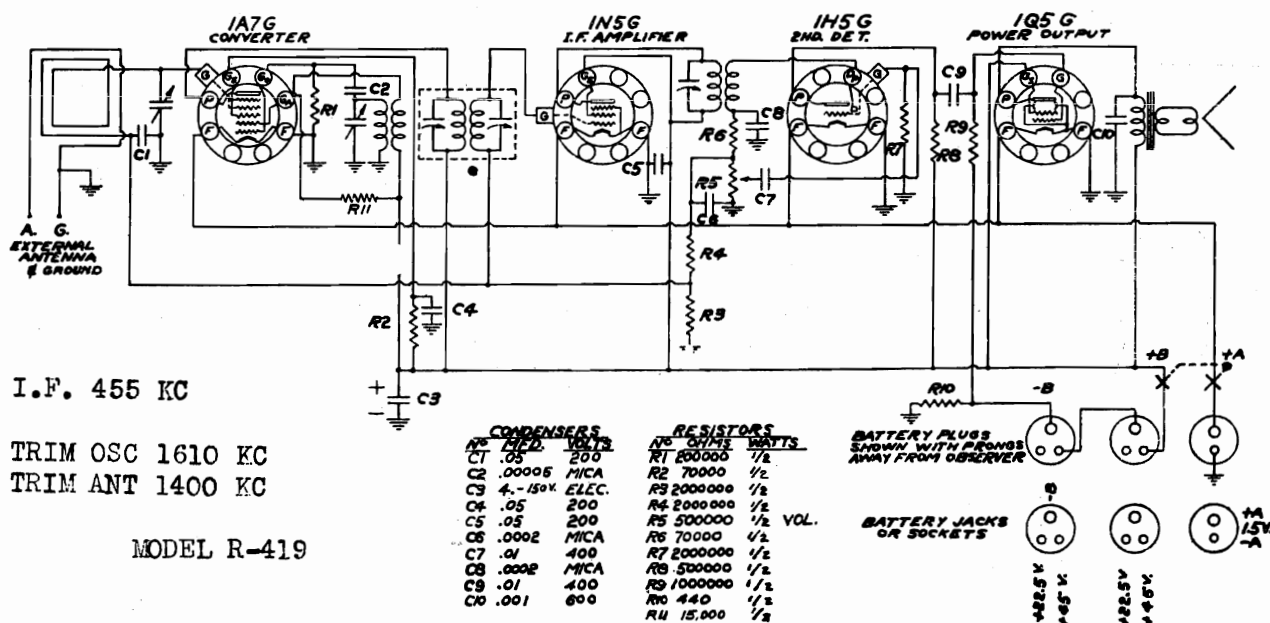 1A7G
CONVERTER
1N5G
I.F. AMPLIFIER
1H5G
2ND. DET.
1Q5G
POWER OUTPUT
G
G
P
F
F
C2
R1
C1
R11
G
P
F
F
C5
C8
R6
R5
C6
C7
R4
R3
G
F
F
R7
C9
R8
R9
P
F
F
C10
A. G.
EXTERNAL
ANTENNA
& GROUND
R2
C4
+
-
C3
I.F. 455 KC
TRIM OSC 1610 KC
TRIM ANT 1400 KC
MODEL R-419
CONDENSERS
Nº MFD. VOLTS
C1 .05 200
C2 .00005 MICA
C3 4.-150V. ELEC.
C4 .05 200
C5 .05 200
C6 .0002 MICA
C7 .01 400
C8 .0002 MICA
C9 .01 400
C10 .001 600
RESISTORS
Nº OHMS WATTS
R1 200000 1/2
R2 70000 1/2
R3 2000000 1/2
R4 2000000 1/2
R5 500000 1/2 VOL.
R6 70000 1/2
R7 2000000 1/2
R8 500000 1/2
R9 1000000 1/2
R10 440 1/2
R11 15,000 1/2
R10
-B
+B
+A
BATTERY PLUGS
SHOWN WITH PRONGS
AWAY FROM OBSERVER
BATTERY JACKS
OR SOCKETS
-B
+22.5V.
+45V.
+22.5V
+45V.
+A
1.5V.
-A